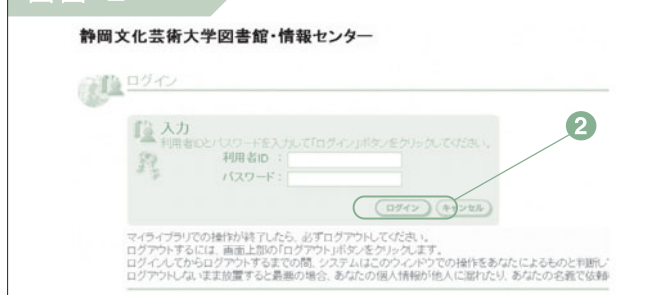 静岡文化芸術大学図書館・情報センター
ログイン
入力
利用者IDとパスワードを入力して「ログイン」ボタンをクリックしてください。
利用者ID :
パスワード :
2
ログイン キャンセル
マイライブラリでの操作が終了したら、必ずログアウトしてください。
ログアウトするには、画面上部の「ログアウト」ボタンをクリックします。
ログインしてからログアウトするまでの間、システムはこのウィンドウでの操作をあなたによるものと判断し
ログアウトしないまま放置すると最悪の場合、あなたの個人情報が他人に漏れたり、あなたの名義で依頼